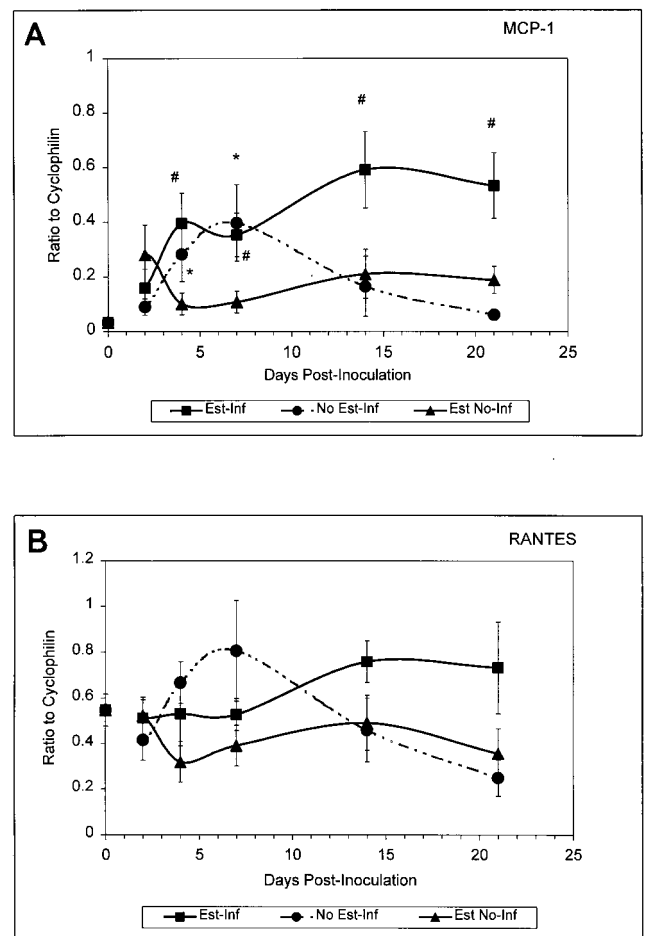 A
MCP-1
1
0.8
0.6
0.4
0.2
0
Ratio to Cyclophilin
#
*
#
*
#
#
0 5 10 15 20 25
Days Post-Inoculation
Est-Inf No Est-Inf Est No-Inf
B
RANTES
1.2
1
0.8
0.6
0.4
0.2
0
Ratio to Cyclophilin
0 5 10 15 20 25
Days Post-Inoculation
Est-Inf No Est-Inf Est No-Inf